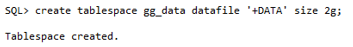 SQL> create tablespace gg_data datafile '+DATA' size 2g;
Tablespace created.